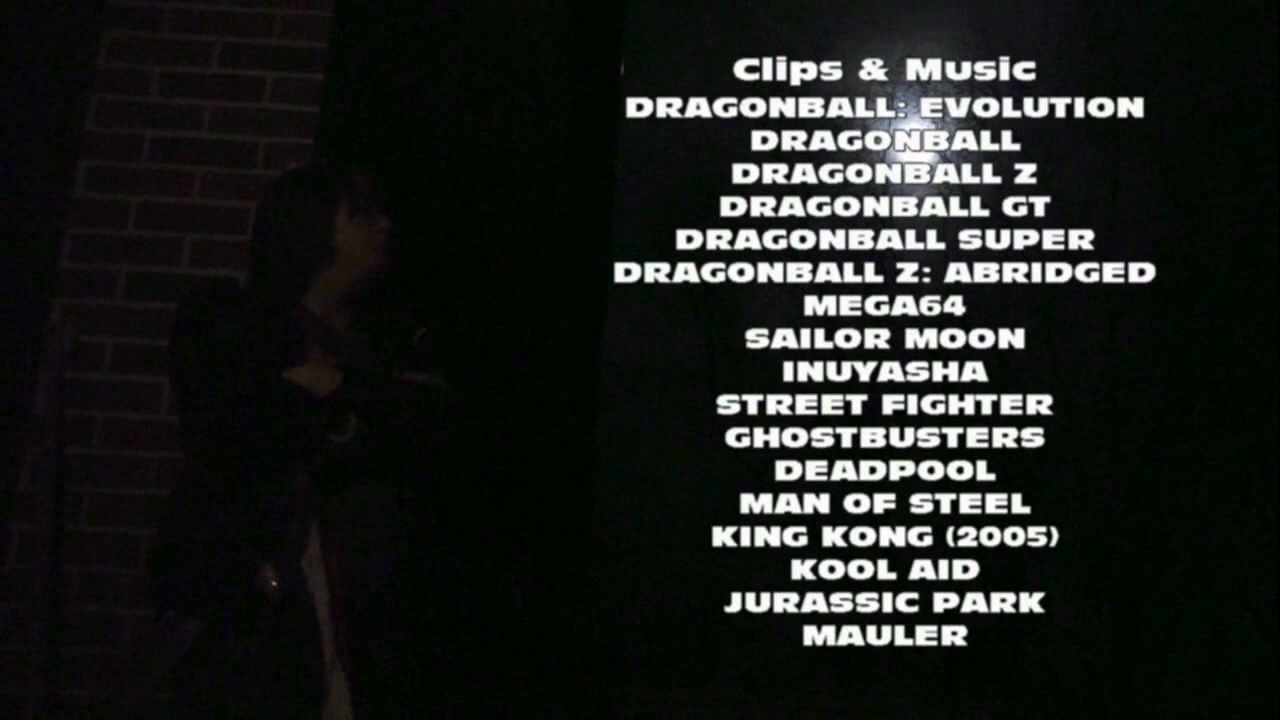 Clips & Music
DRAGONBALL: EVOLUTION
DRAGONBALL
DRAGONBALL Z
DRAGONBALL GT
DRAGONBALL SUPER
DRAGONBALL Z: ABRIDGED
MEGA64
SAILOR MOON
INUYASHA
STREET FIGHTER
GHOSTBUSTERS
DEADPOOL
MAN OF STEEL
KING KONG (2005)
KOOL AID
JURASSIC PARK
MAULER